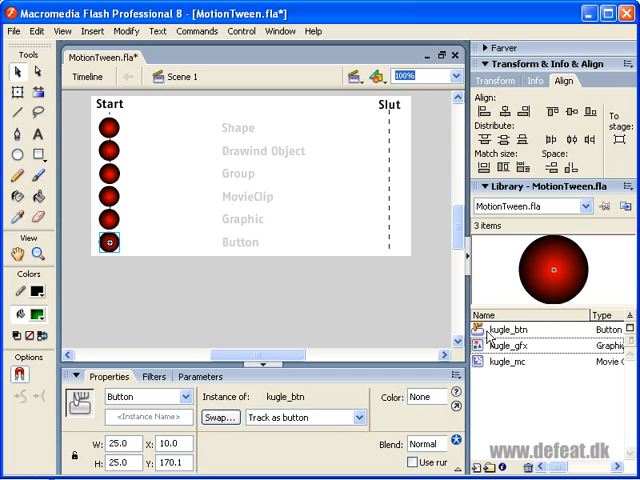 Macromedia Flash Professional 8 - [MotionTween.fla*]
File Edit View Insert Modify Text Commands Control Window Help
Tools
View
Colors
Options
MotionTween.fla*
Timeline Scene 1 100%
Start Slut
Shape
Drawind Object
Group
MovieClip
Graphic
Button
Farver
Transform & Info & Align
Transform Info Align
Align:
Distribute:
Match size: Space:
To
stage:
Library - MotionTween.fla
MotionTween.fla
3 items
Name Type
kugle_btn Button
kugle_gfx Graphic
kugle_mc Movie C
Properties Filters Parameters
Button Instance of: kugle_btn Color: None
<Instance Name> Swap... Track as button
W: 25.0 X: 10.0 Blend: Normal
H: 25.0 Y: 170.1 Use rur
www.defeat.dk